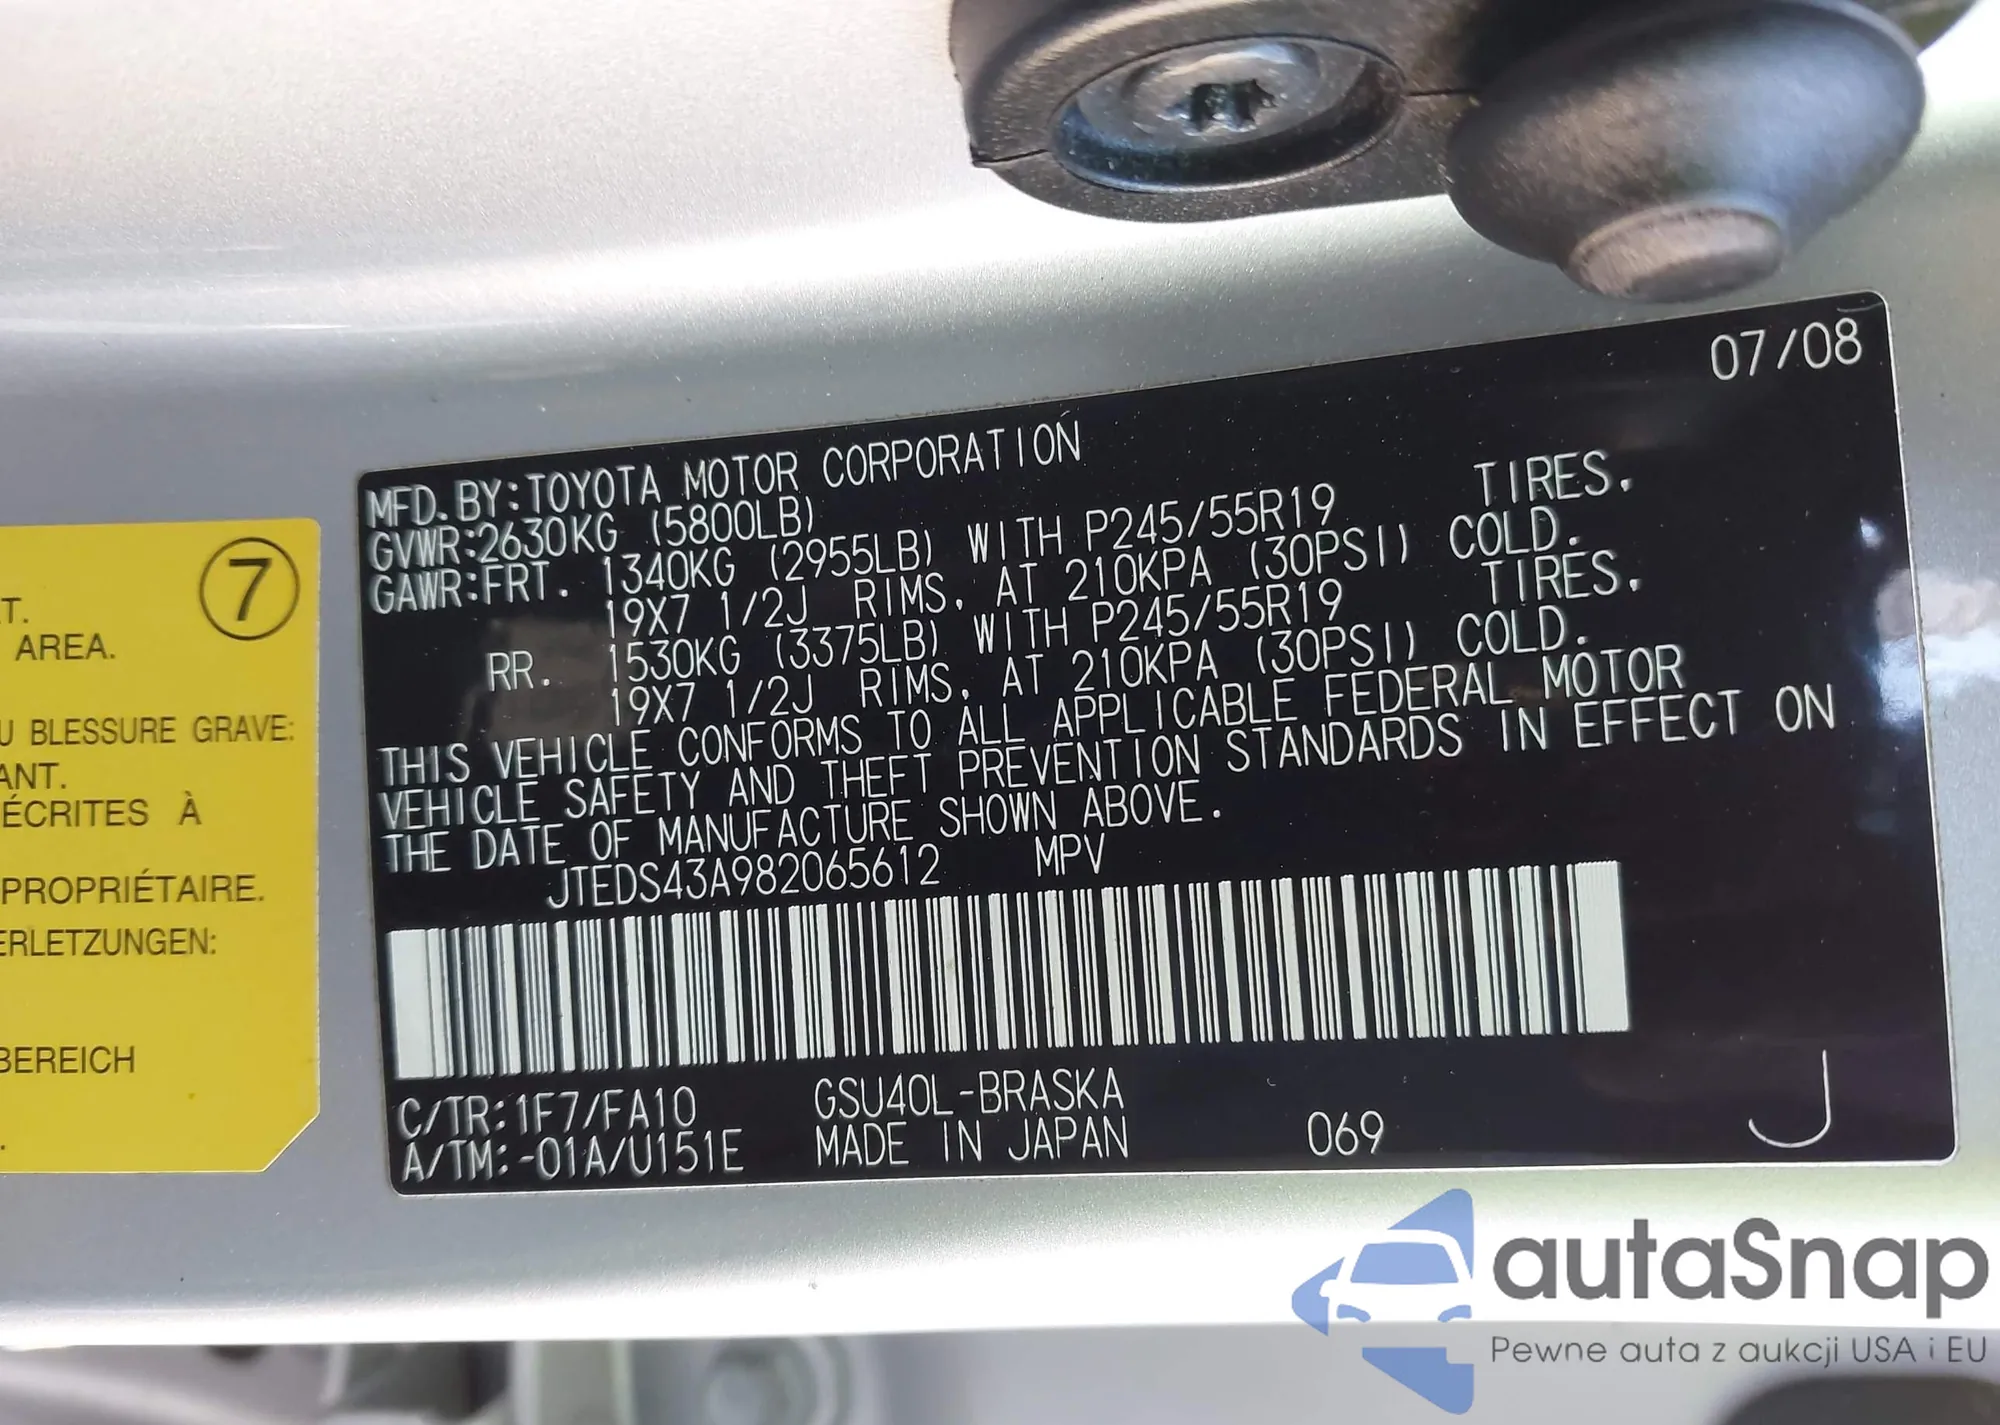 07/08
MFD.BY:TOYOTA MOTOR CORPORATION
GVWR:2630KG (5800LB)
GAWR:FRT. 1340KG (2955LB) WITH P245/55R19 TIRES,
19X7 1/2J RIMS, AT 210KPA (30PSI) COLD.
RR. 1530KG (3375LB) WITH P245/55R19 TIRES,
19X7 1/2J RIMS, AT 210KPA (30PSI) COLD.
THIS VEHICLE CONFORMS TO ALL APPLICABLE FEDERAL MOTOR
VEHICLE SAFETY AND THEFT PREVENTION STANDARDS IN EFFECT ON
THE DATE OF MANUFACTURE SHOWN ABOVE.
JTEDS43A982065612 MPV
C/TR:1F7/FA10 GSU40L-BRASKA
A/TM:-01A/U151E MADE IN JAPAN 069 J
7
T.
AREA.
U BLESSURE GRAVE:
ANT.
ÉCRITES À
PROPRIÉTAIRE.
ERLETZUNGEN:
BEREICH
autaSnap
Pewne auta z aukcji USA i EU